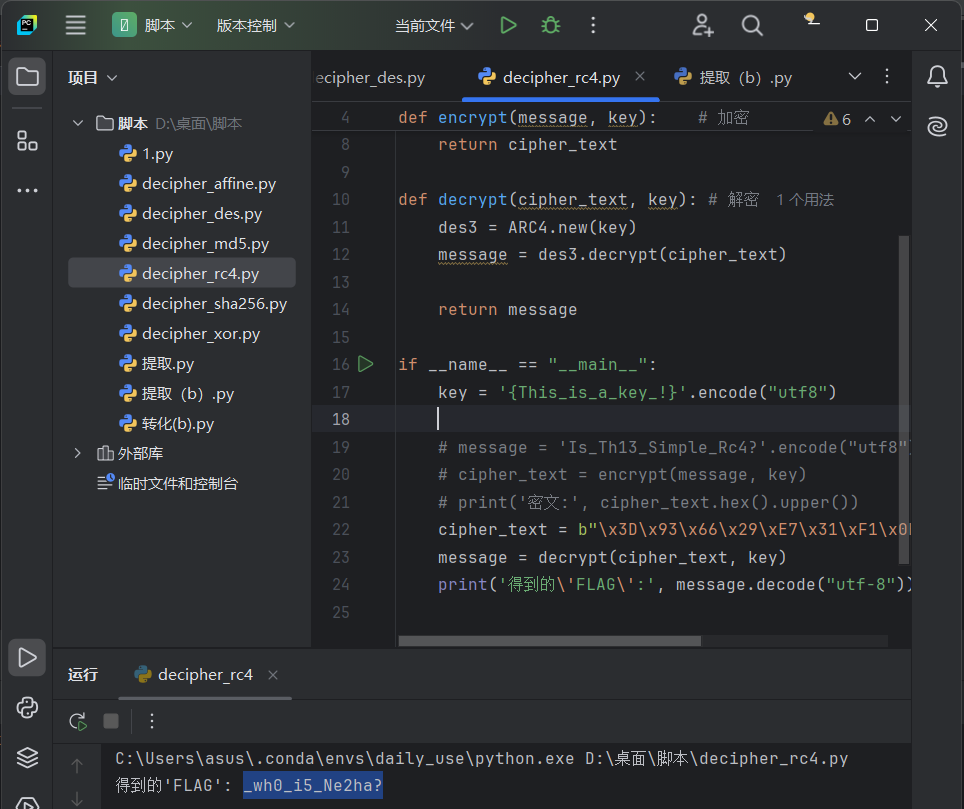 脚本 版本控制 当前文件
项目
脚本 D:\桌面\脚本
1.py
decipher_affine.py
decipher_des.py
decipher_md5.py
decipher_rc4.py
decipher_sha256.py
decipher_xor.py
提取.py
提取（b）.py
转化(b).py
外部库
临时文件和控制台
ecipher_des.py decipher_rc4.py 提取（b）.py
4 def encrypt(message, key): # 加密 6
8 return cipher_text
9
10 def decrypt(cipher_text, key): # 解密 1 个用法
11 des3 = ARC4.new(key)
12 message = des3.decrypt(cipher_text)
13
14 return message
15
16 if __name__ == "__main__":
17 key = '{This_is_a_key_!}'.encode("utf8")
18
19 # message = 'Is_Th13_Simple_Rc4?'.encode("utf8")
20 # cipher_text = encrypt(message, key)
21 # print('密文:', cipher_text.hex().upper())
22 cipher_text = b"\x3D\x93\x66\x29\xE7\x31\xF1\x0
23 message = decrypt(cipher_text, key)
24 print('得到的\'FLAG\':', message.decode("utf-8"))
25
运行 decipher_rc4
C:\Users\asus\.conda\envs\daily_use\python.exe D:\桌面\脚本\decipher_rc4.py
得到的'FLAG': _wh0_i5_Ne2ha?